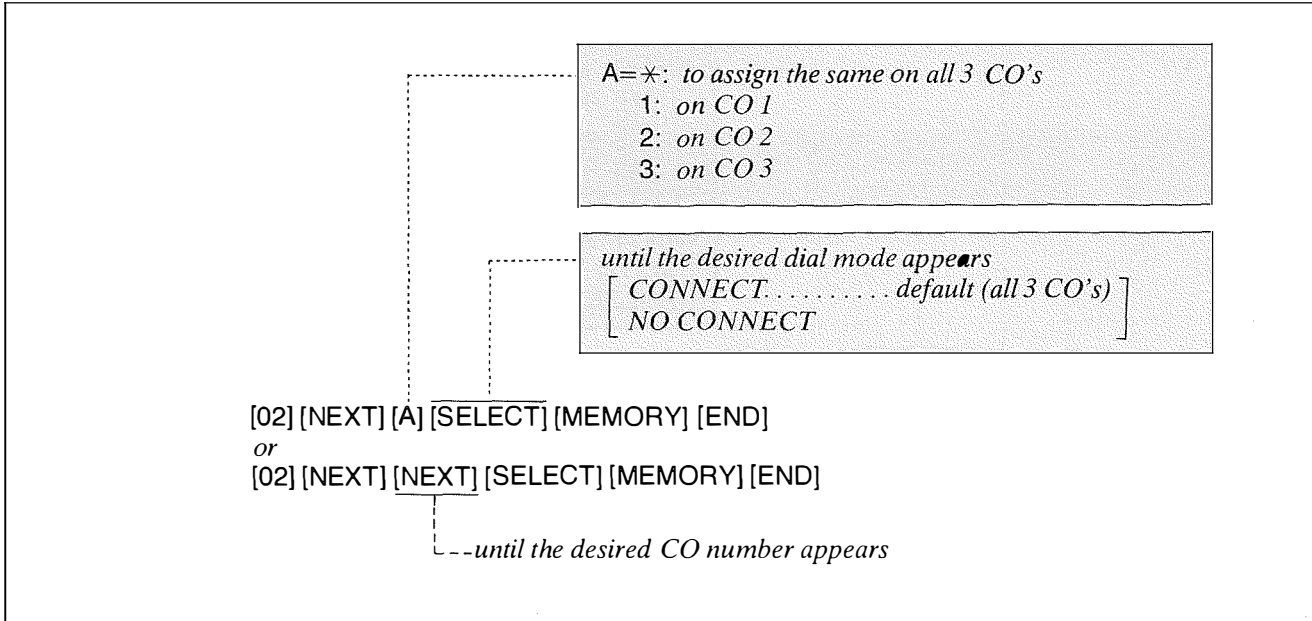 A=✳: to assign the same on all 3 CO's
1: on CO 1
2: on CO 2
3: on CO 3
until the desired dial mode appears
CONNECT.......... default (all 3 CO's)
NO CONNECT
[02] [NEXT] [A] [SELECT] [MEMORY] [END]
or
[02] [NEXT] [NEXT] [SELECT] [MEMORY] [END]
until the desired CO number appears